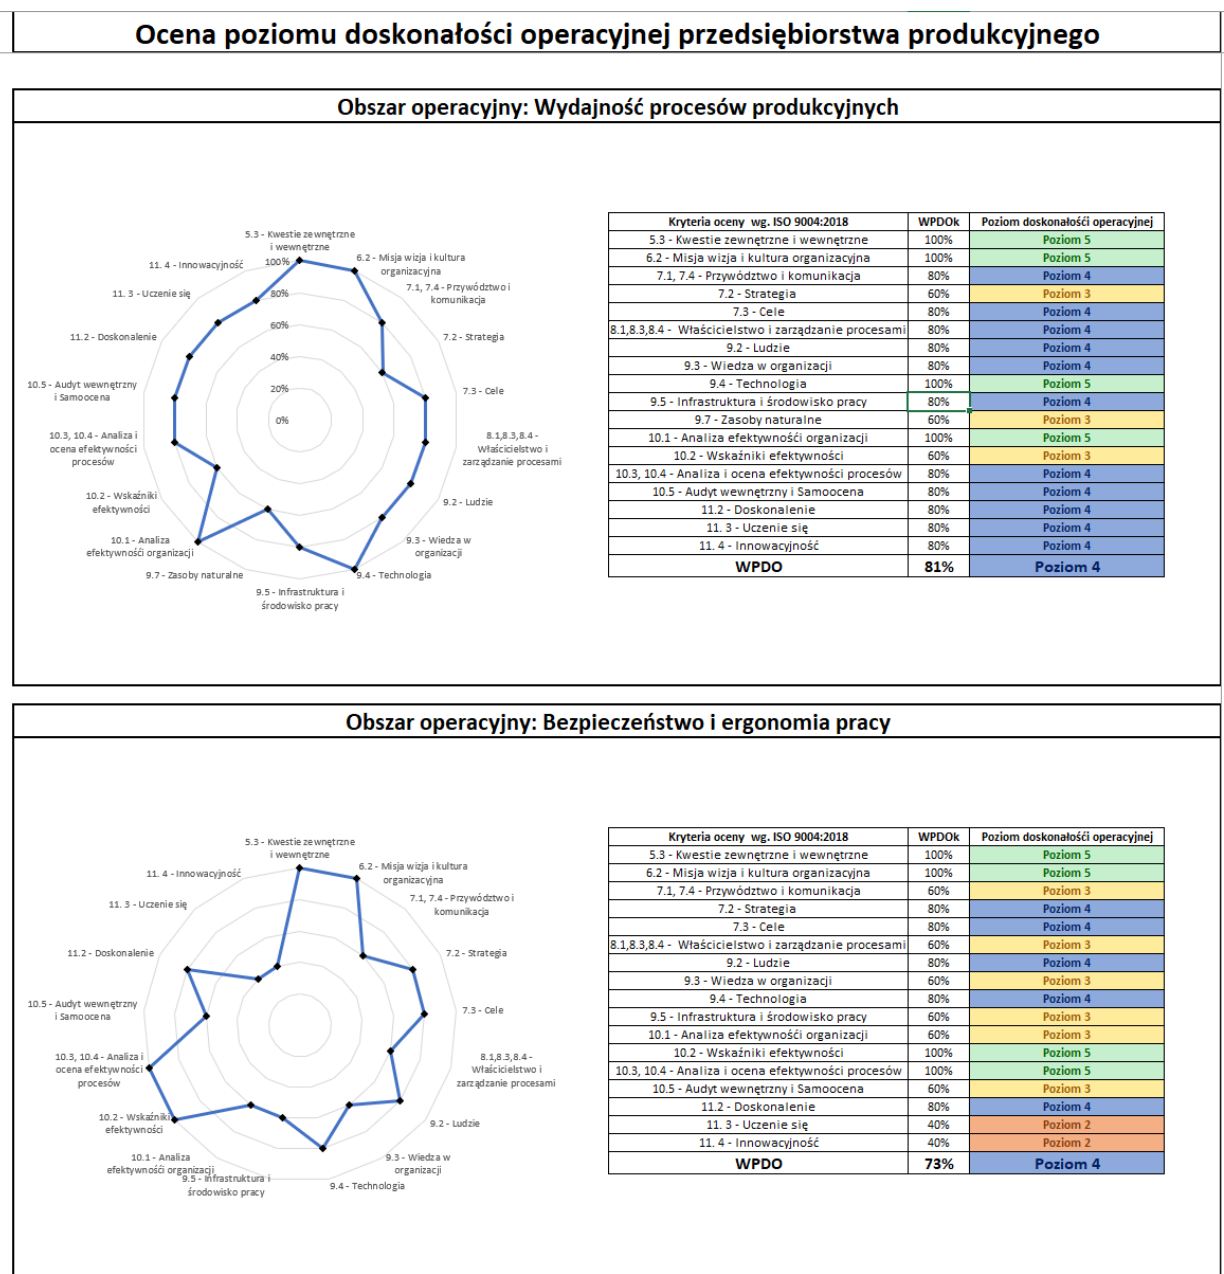 Ocena poziomu doskonałości operacyjnej przedsiębiorstwa produkcyjnego
Obszar operacyjny: Wydajność procesów produkcyjnych
5.3 - Kwestie zewnętrzne
i wewnętrzne
6.2 - Misja wizja i kultura
organizacyjna
7.1, 7.4 - Przywództwo i
komunikacja
7.2 - Strategia
7.3 - Cele
8.1,8.3,8.4 -
Właścicielstwo i
zarządzanie procesami
9.2 - Ludzie
9.3 - Wiedza w
organizacji
9.4 - Technologia
9.5 - Infrastruktura i
środowisko pracy
9.7 - Zasoby naturalne
10.1 - Analiza
efektywnośći organizacji
10.2 - Wskaźniki
efektywności
10.3, 10.4 - Analiza i
ocena efektywności
procesów
10.5 - Audyt wewnętrzny
i Samoocena
11.2 - Doskonalenie
11. 3 - Uczenie się
11. 4 - Innowacyjność
100%
80%
60%
40%
20%
0%
Kryteria oceny wg. ISO 9004:2018 WPDOk Poziom doskonałośći operacyjnej
5.3 - Kwestie zewnętrzne i wewnętrzne 100% Poziom 5
6.2 - Misja wizja i kultura organizacyjna 100% Poziom 5
7.1, 7.4 - Przywództwo i komunikacja 80% Poziom 4
7.2 - Strategia 60% Poziom 3
7.3 - Cele 80% Poziom 4
8.1,8.3,8.4 - Właścicielstwo i zarządzanie procesami 80% Poziom 4
9.2 - Ludzie 80% Poziom 4
9.3 - Wiedza w organizacji 80% Poziom 4
9.4 - Technologia 100% Poziom 5
9.5 - Infrastruktura i środowisko pracy 80% Poziom 4
9.7 - Zasoby naturalne 60% Poziom 3
10.1 - Analiza efektywnośći organizacji 100% Poziom 5
10.2 - Wskaźniki efektywności 60% Poziom 3
10.3, 10.4 - Analiza i ocena efektywności procesów 80% Poziom 4
10.5 - Audyt wewnętrzny i Samoocena 80% Poziom 4
11.2 - Doskonalenie 80% Poziom 4
11. 3 - Uczenie się 80% Poziom 4
11. 4 - Innowacyjność 80% Poziom 4
WPDO 81% Poziom 4
Obszar operacyjny: Bezpieczeństwo i ergonomia pracy
5.3 - Kwestie zewnętrzne
i wewnętrzne
6.2 - Misja wizja i kultura
organizacyjna
7.1, 7.4 - Przywództwo i
komunikacja
7.2 - Strategia
7.3 - Cele
8.1,8.3,8.4 -
Właścicielstwo i
zarządzanie procesami
9.2 - Ludzie
9.3 - Wiedza w
organizacji
9.4 - Technologia
9.5 - Infrastruktura i
środowisko pracy
10.1 - Analiza
efektywnośći organizacji
10.2 - Wskaźniki
efektywności
10.3, 10.4 - Analiza i
ocena efektywności
procesów
10.5 - Audyt wewnętrzny
i Samoocena
11.2 - Doskonalenie
11. 3 - Uczenie się
11. 4 - Innowacyjność
Kryteria oceny wg. ISO 9004:2018 WPDOk Poziom doskonałośći operacyjnej
5.3 - Kwestie zewnętrzne i wewnętrzne 100% Poziom 5
6.2 - Misja wizja i kultura organizacyjna 100% Poziom 5
7.1, 7.4 - Przywództwo i komunikacja 60% Poziom 3
7.2 - Strategia 80% Poziom 4
7.3 - Cele 80% Poziom 4
8.1,8.3,8.4 - Właścicielstwo i zarządzanie procesami 60% Poziom 3
9.2 - Ludzie 80% Poziom 4
9.3 - Wiedza w organizacji 60% Poziom 3
9.4 - Technologia 80% Poziom 4
9.5 - Infrastruktura i środowisko pracy 60% Poziom 3
10.1 - Analiza efektywnośći organizacji 60% Poziom 3
10.2 - Wskaźniki efektywności 100% Poziom 5
10.3, 10.4 - Analiza i ocena efektywności procesów 100% Poziom 5
10.5 - Audyt wewnętrzny i Samoocena 60% Poziom 3
11.2 - Doskonalenie 80% Poziom 4
11. 3 - Uczenie się 40% Poziom 2
11. 4 - Innowacyjność 40% Poziom 2
WPDO 73% Poziom 4